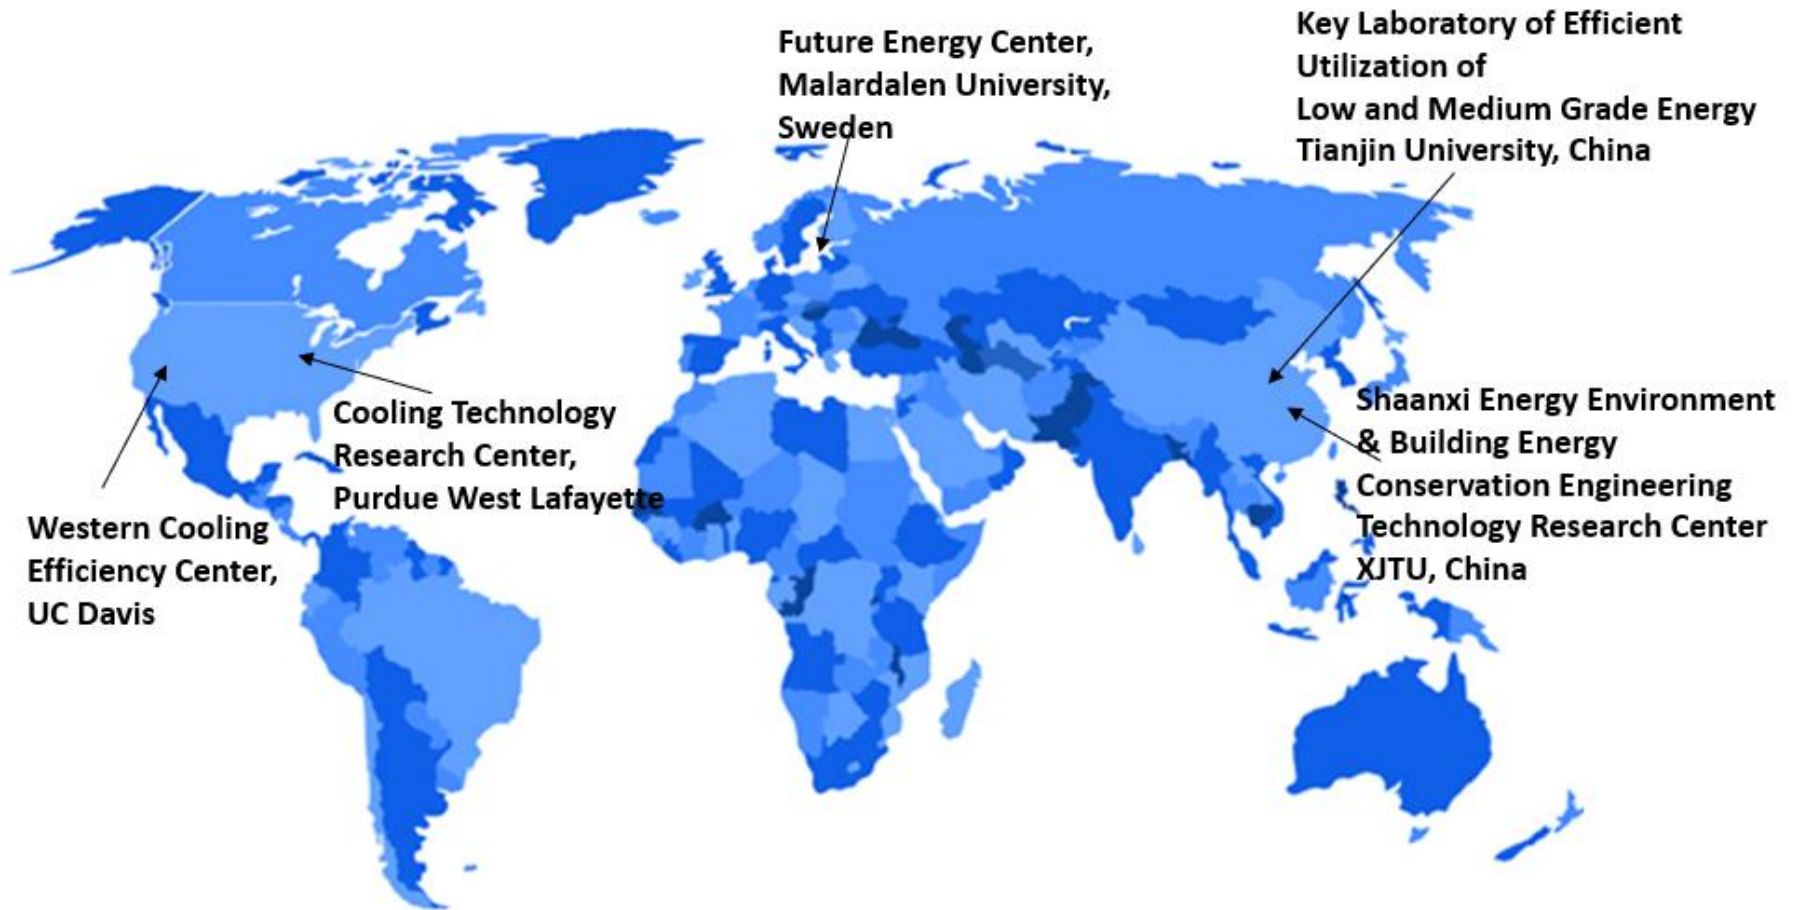 Future Energy Center,
Malardalen University,
Sweden
Key Laboratory of Efficient
Utilization of
Low and Medium Grade Energy
Tianjin University, China
Cooling Technology
Research Center,
Purdue West Lafayette
Western Cooling
Efficiency Center,
UC Davis
Shaanxi Energy Environment
& Building Energy
Conservation Engineering
Technology Research Center
XJTU, China